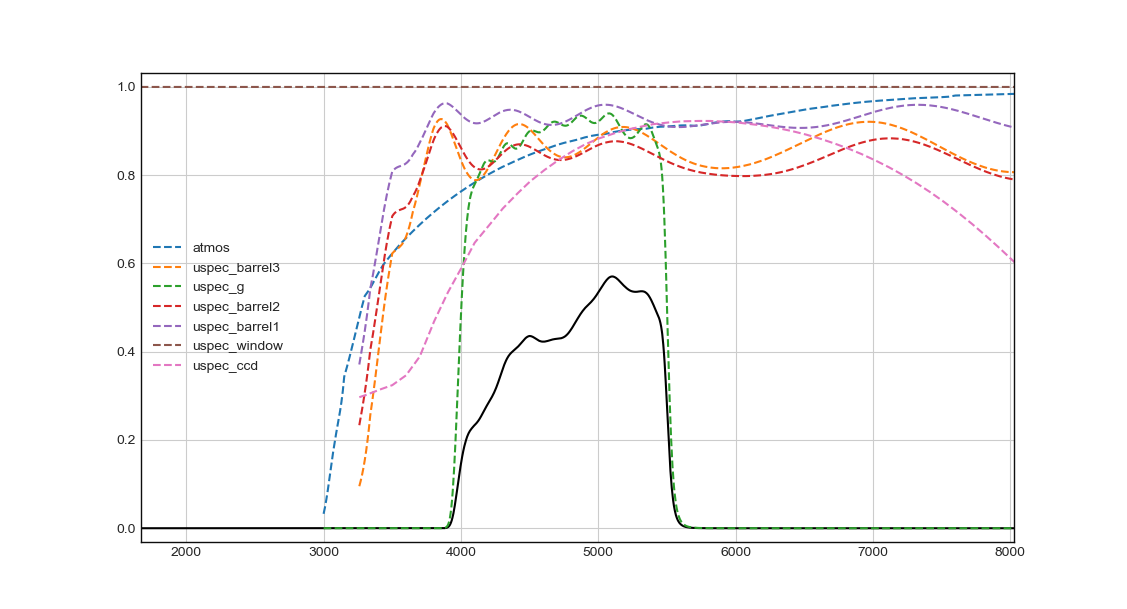 1.0
0.8
0.6
0.4
0.2
0.0
atmos
uspec_barrel3
uspec_g
uspec_barrel2
uspec_barrel1
uspec_window
uspec_ccd
2000 3000 4000 5000 6000 7000 8000